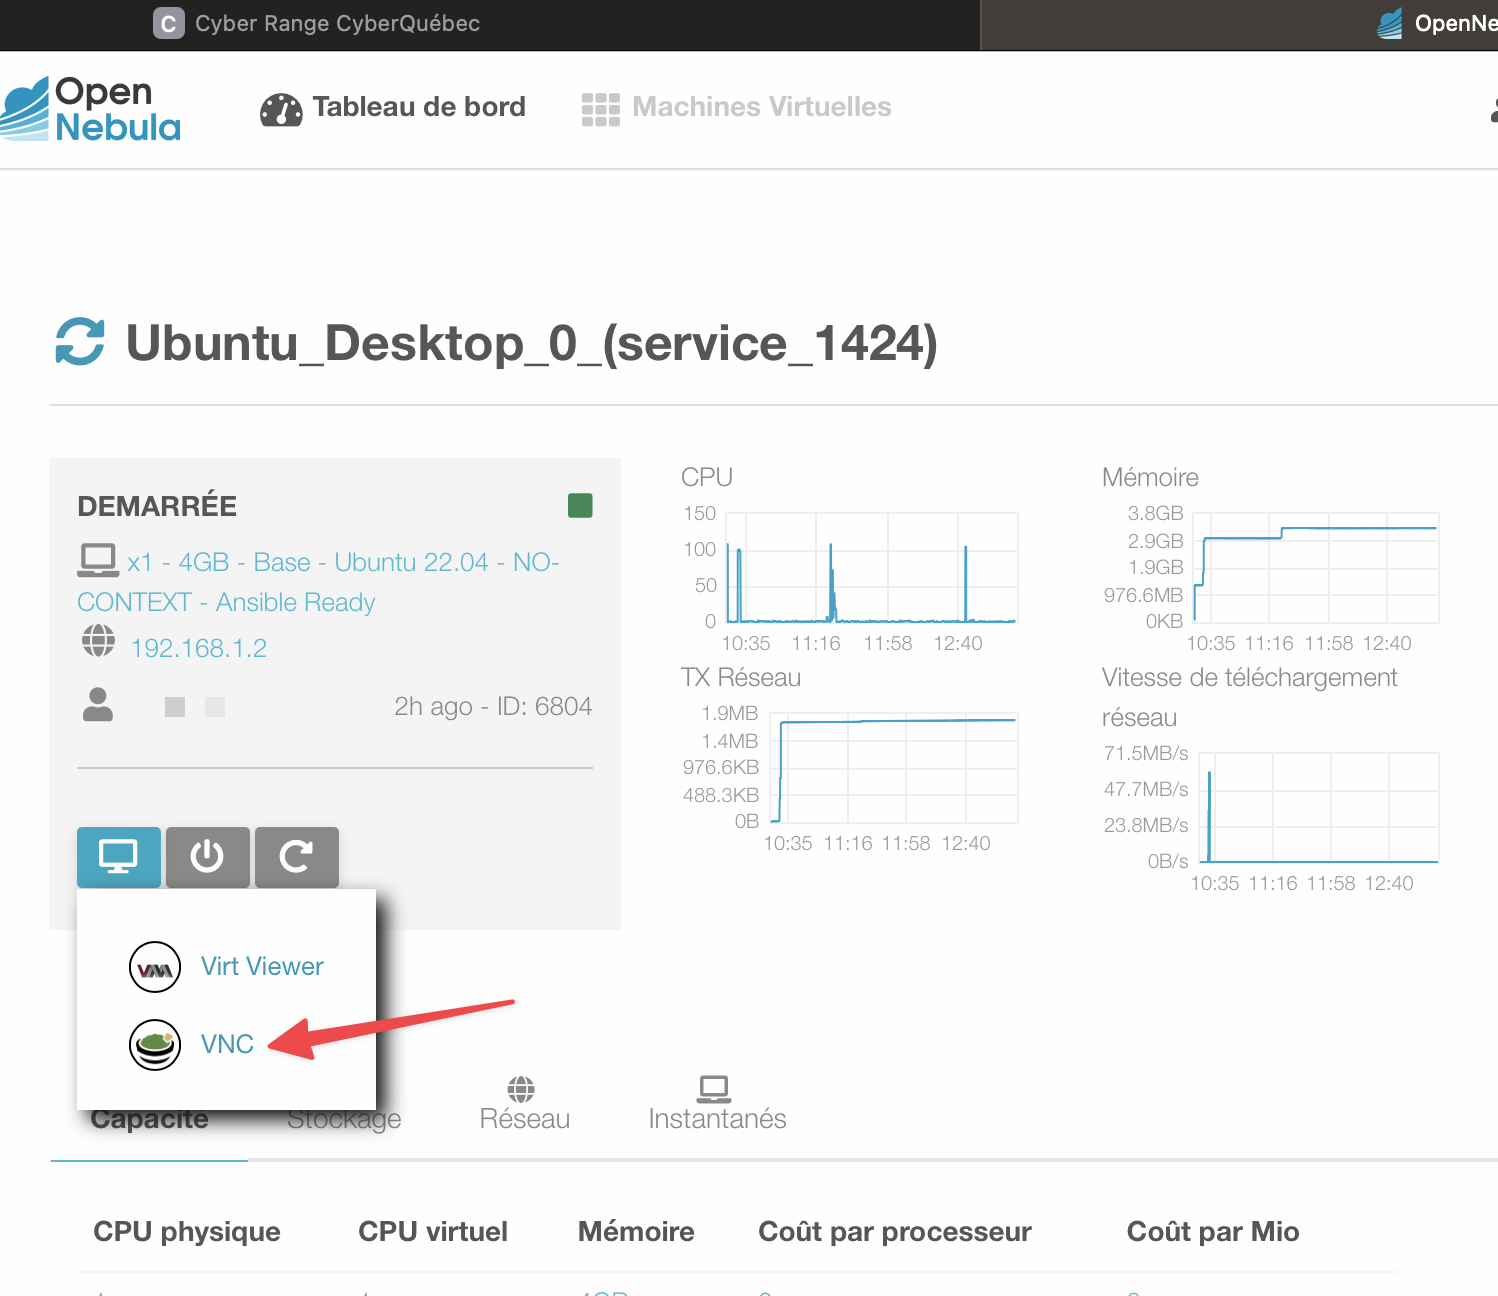 C Cyber Range CyberQuébec
OpenNe
Open
Nebula
Tableau de bord
Machines Virtuelles
Ubuntu_Desktop_0_(service_1424)
DEMARRÉE
x1 - 4GB - Base - Ubuntu 22.04 - NO-
CONTEXT - Ansible Ready
192.168.1.2
2h ago - ID: 6804
Virt Viewer
VNC
CPU
150
100
50
0
10:35 11:16 11:58 12:40
Mémoire
3.8GB
2.9GB
1.9GB
976.6MB
0KB
10:35 11:16 11:58 12:40
TX Réseau
1.9MB
1.4MB
976.6KB
488.3KB
0B
10:35 11:16 11:58 12:40
Vitesse de téléchargement
réseau
71.5MB/s
47.7MB/s
23.8MB/s
0B/s
10:35 11:16 11:58 12:40
Capacité
Stockage
Réseau
Instantanés
CPU physique
CPU virtuel
Mémoire
Coût par processeur
Coût par Mio